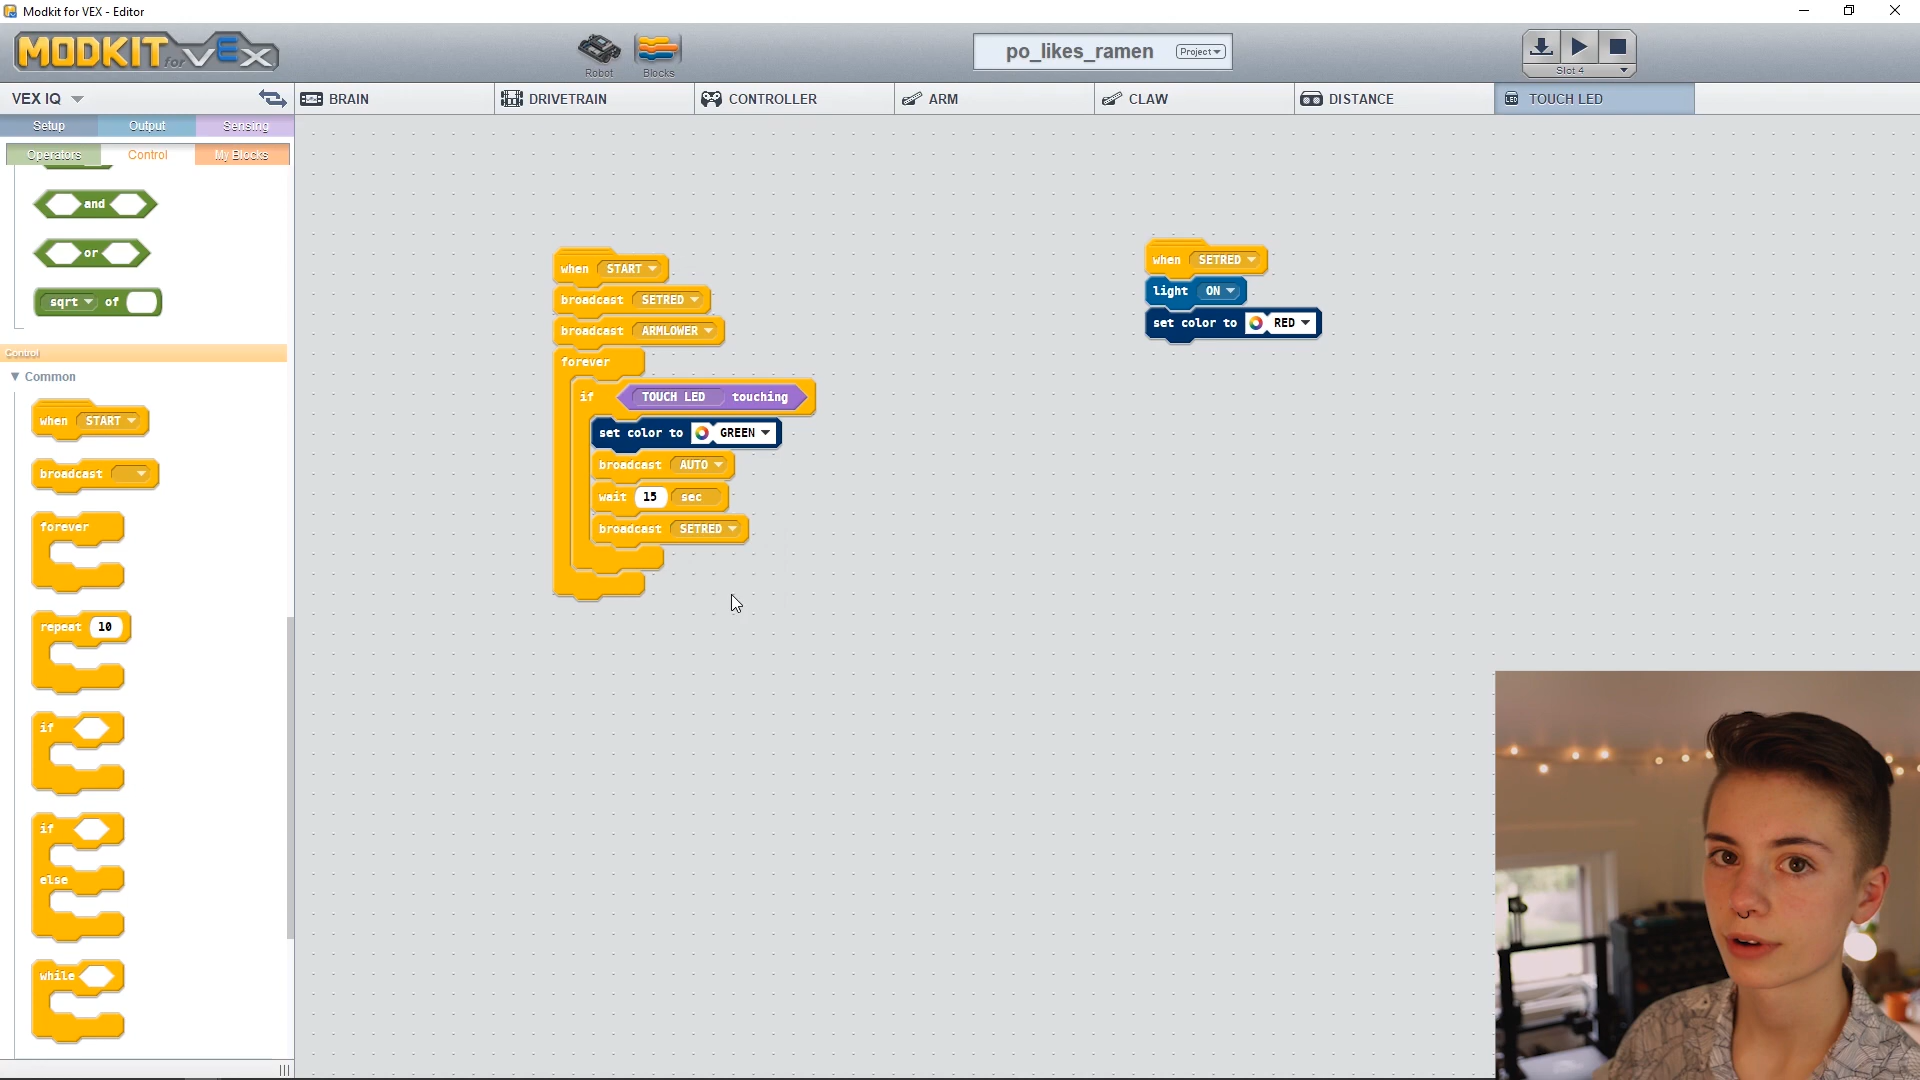 Modkit for VEX - Editor
MODKIT for VEX
Robot
Blocks
po_likes_ramen
Project
Slot 4
VEX IQ
BRAIN
DRIVETRAIN
CONTROLLER
ARM
CLAW
DISTANCE
LED TOUCH LED
Setup
Output
Sensing
Operators
Control
My Blocks
and
or
sqrt of
Control
Common
when START
broadcast
forever
repeat 10
if
if
else
while
when START
broadcast SETRED
broadcast ARMLOWER
forever
if TOUCH LED touching
set color to GREEN
broadcast AUTO
wait 15 sec
broadcast SETRED
when SETRED
light ON
set color to RED